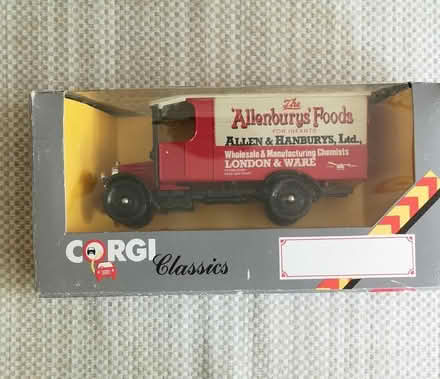 The
'Allenburys' Foods
FOR INFANTS
ALLEN & HANBURYS, Ltd.,
Wholesale & Manufacturing Chemists
LONDON & WARE
CORGI
Classics